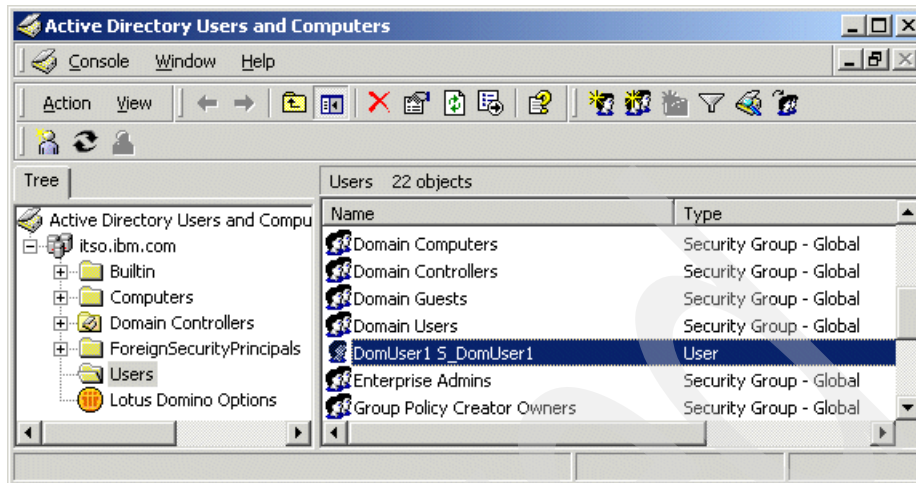 Active Directory Users and Computers
Console Window Help
Action View
Tree
Users 22 objects
Active Directory Users and Compu
itso.ibm.com
Builtin
Computers
Domain Controllers
ForeignSecurityPrincipals
Users
Lotus Domino Options
Name Type
Domain Computers Security Group - Global
Domain Controllers Security Group - Global
Domain Guests Security Group - Global
Domain Users Security Group - Global
DomUser1 S_DomUser1 User
Enterprise Admins Security Group - Global
Group Policy Creator Owners Security Group - Global